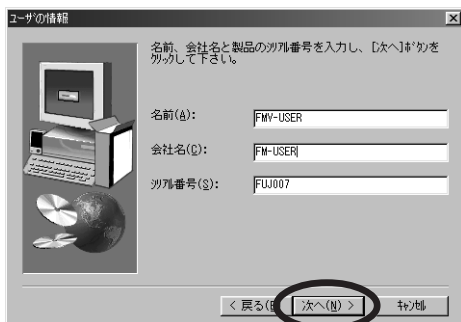 ユーザの情報
名前、会社名と製品のｼﾘｱﾙ番号を入力し、[次へ]ﾎﾞﾀﾝを
ｸﾘｯｸして下さい。
名前(A):
FMV-USER
会社名(C):
FM-USER
ｼﾘｱﾙ番号(S):
FUJ007
< 戻る(
次へ(N) >
ｷｬﾝｾﾙ